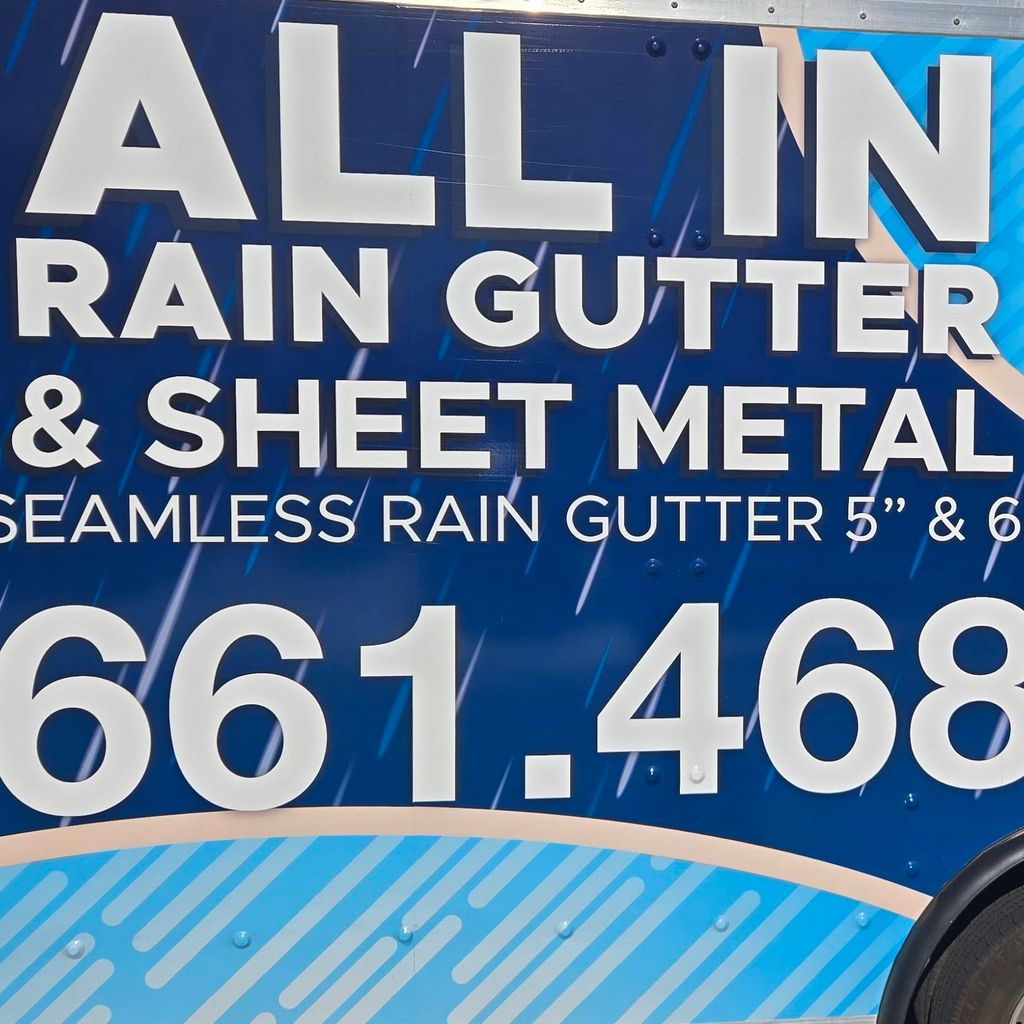 ALL IN
RAIN GUTTER
& SHEET METAL
SEAMLESS RAIN GUTTER 5” & 6
661.468